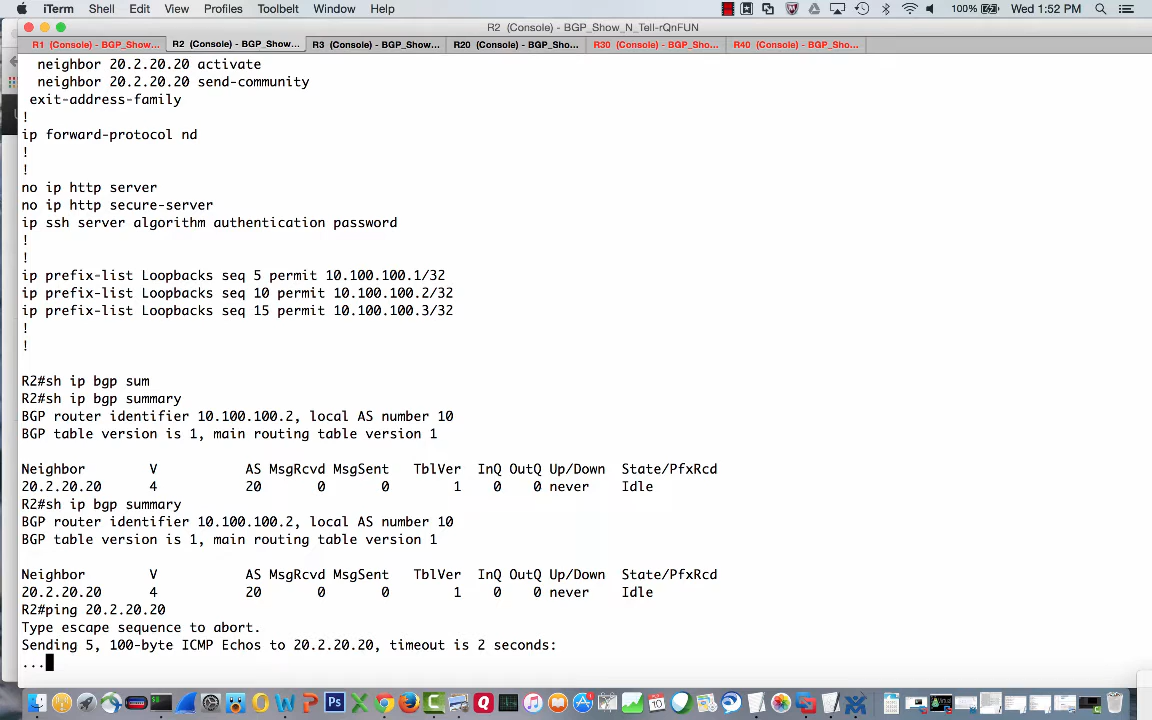 iTerm Shell Edit View Profiles Toolbelt Window Help 100% Wed 1:52 PM
R2 (Console) - BGP_Show_N_Tell-rQnFUN
R1 (Console) - BGP_Show... R2 (Console) - BGP_Show... R3 (Console) - BGP_Show... R20 (Console) - BGP_Sho... R30 (Console) - BGP_Sho... R40 (Console) - BGP_Sho...
neighbor 20.2.20.20 activate
neighbor 20.2.20.20 send-community
exit-address-family
!
ip forward-protocol nd
!
!
no ip http server
no ip http secure-server
ip ssh server algorithm authentication password
!
!
ip prefix-list Loopbacks seq 5 permit 10.100.100.1/32
ip prefix-list Loopbacks seq 10 permit 10.100.100.2/32
ip prefix-list Loopbacks seq 15 permit 10.100.100.3/32
!
!
R2#sh ip bgp sum
R2#sh ip bgp summary
BGP router identifier 10.100.100.2, local AS number 10
BGP table version is 1, main routing table version 1
Neighbor V AS MsgRcvd MsgSent TblVer InQ OutQ Up/Down State/PfxRcd
20.2.20.20 4 20 0 0 1 0 0 never Idle
R2#sh ip bgp summary
BGP router identifier 10.100.100.2, local AS number 10
BGP table version is 1, main routing table version 1
Neighbor V AS MsgRcvd MsgSent TblVer InQ OutQ Up/Down State/PfxRcd
20.2.20.20 4 20 0 0 1 0 0 never Idle
R2#ping 20.2.20.20
Type escape sequence to abort.
Sending 5, 100-byte ICMP Echos to 20.2.20.20, timeout is 2 seconds:
...